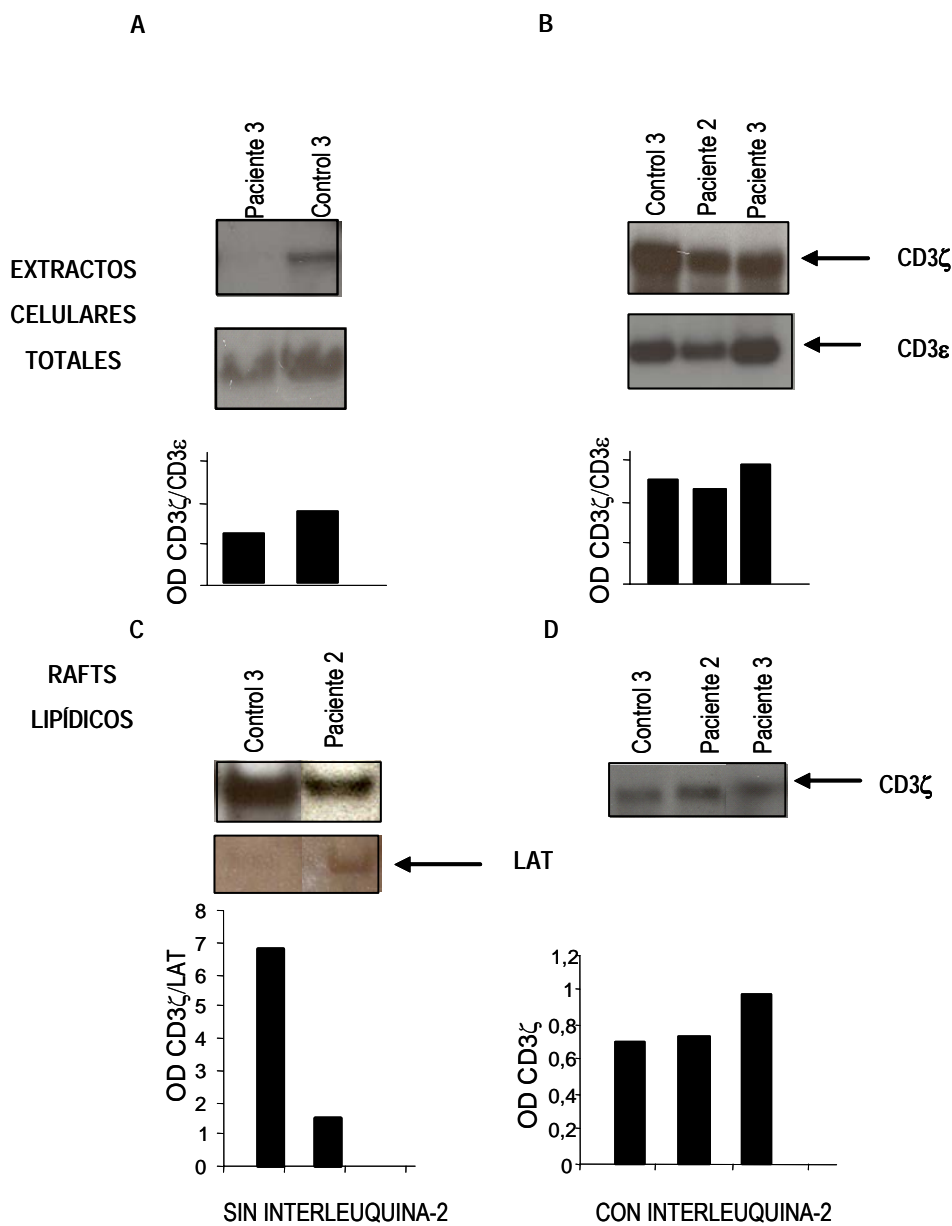 A
B
Paciente 3
Control 3
Control 3
Paciente 2
Paciente 3
EXTRACTOS
CELULARES
TOTALES
CD3ζ
CD3ε
OD CD3ζ/CD3ε
OD CD3ζ/CD3ε
C
D
RAFTS
LIPÍDICOS
Control 3
Paciente 2
Control 3
Paciente 2
Paciente 3
CD3ζ
LAT
OD CD3ζ/LAT
8
7
6
5
4
3
2
1
0
OD CD3ζ
1,2
1
0,8
0,6
0,4
0,2
0
SIN INTERLEUQUINA-2
CON INTERLEUQUINA-2